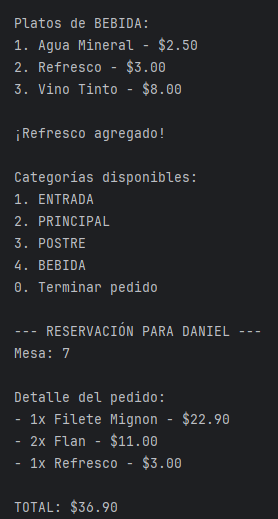 Platos de BEBIDA:
1. Agua Mineral - $2.50
2. Refresco - $3.00
3. Vino Tinto - $8.00
¡Refresco agregado!
Categorías disponibles:
1. ENTRADA
2. PRINCIPAL
3. POSTRE
4. BEBIDA
0. Terminar pedido
--- RESERVACIÓN PARA DANIEL ---
Mesa: 7
Detalle del pedido:
- 1x Filete Mignon - $22.90
- 2x Flan - $11.00
- 1x Refresco - $3.00
TOTAL: $36.90